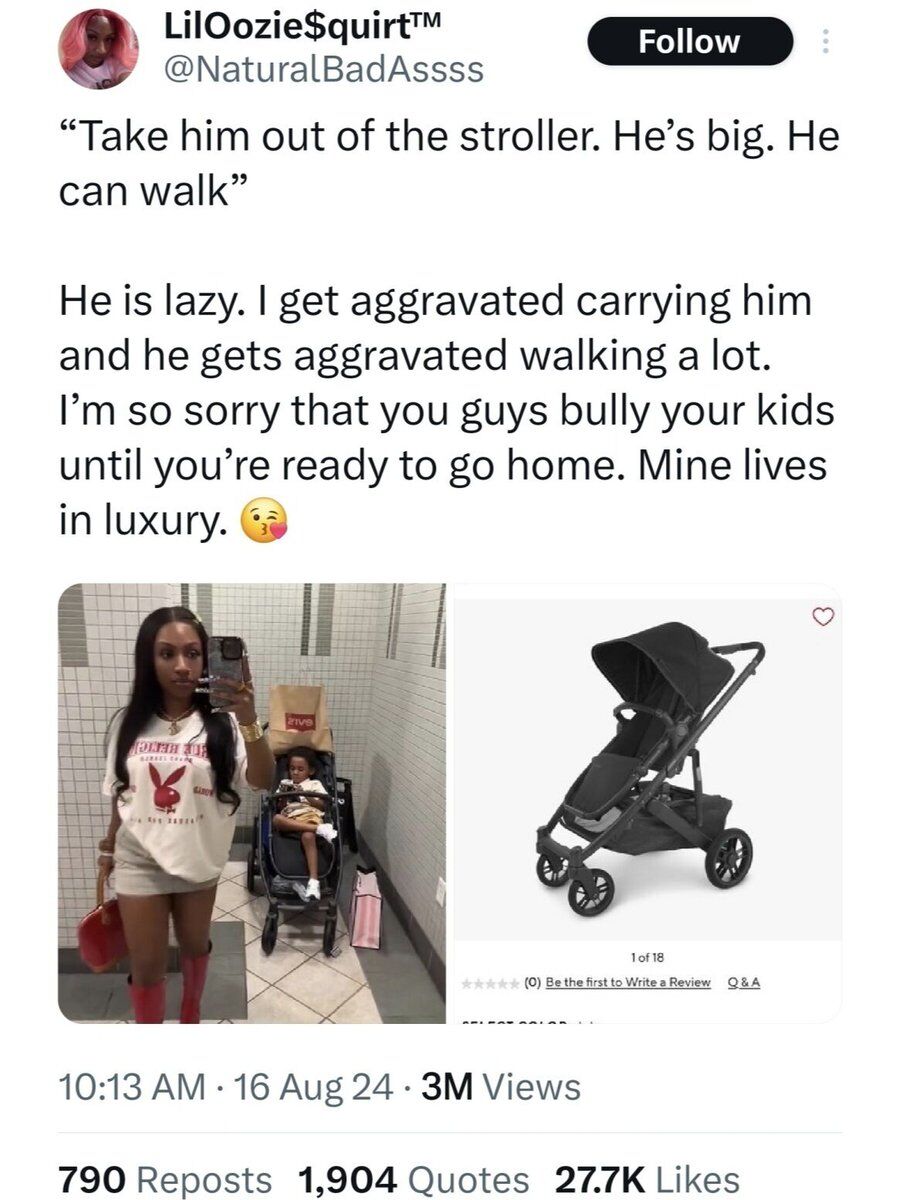 LilOozie$quirt™
@NaturalBadAssss
Follow
“Take him out of the stroller. He’s big. He
can walk”
He is lazy. I get aggravated carrying him
and he gets aggravated walking a lot.
I’m so sorry that you guys bully your kids
until you’re ready to go home. Mine lives
in luxury. 😘
1 of 18
(0) Be the first to Write a Review Q & A
10:13 AM · 16 Aug 24 · 3M Views
790 Reposts 1,904 Quotes 27.7K Likes